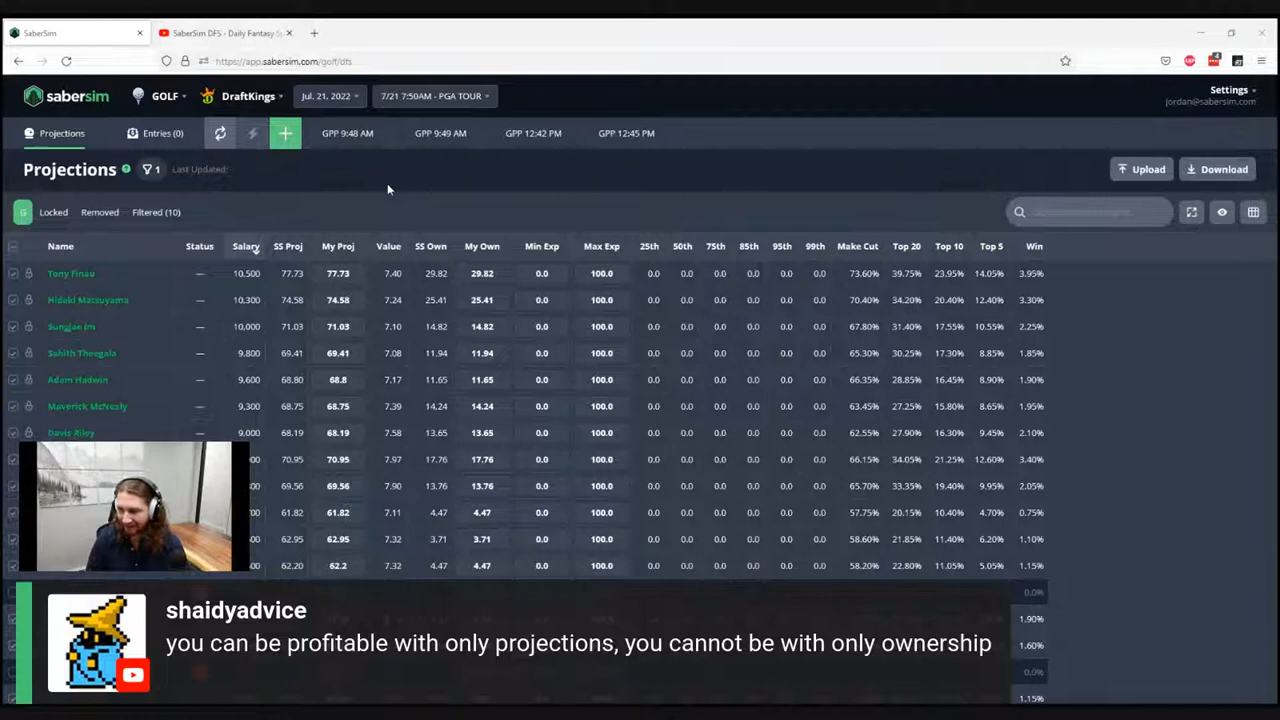 SaberSim
SaberSim DFS - Daily Fantasy Sp
https://app.sabersim.com/golf/dfs
4
sabersim
GOLF
DraftKings
Jul. 21, 2022
7/21 7:50AM - PGA TOUR
Settings
jordan@sabersim.com
Projections
Entries (0)
GPP 9:48 AM
GPP 9:49 AM
GPP 12:42 PM
GPP 12:45 PM
Projections
1
Last Updated:
Upload
Download
G
Locked
Removed
Filtered (10)
Name Status Salary SS Proj My Proj Value SS Own My Own Min Exp Max Exp 25th 50th 75th 85th 95th 99th Make Cut Top 20 Top 10 Top 5 Win
Tony Finau — 10,500 77.73 77.73 7.40 29.82 29.82 0.0 100.0 0.0 0.0 0.0 0.0 0.0 0.0 73.60% 39.75% 23.95% 14.05% 3.95%
Hideki Matsuyama — 10,300 74.58 74.58 7.24 25.41 25.41 0.0 100.0 0.0 0.0 0.0 0.0 0.0 0.0 70.40% 34.20% 20.40% 12.40% 3.30%
Sungjae Im — 10,000 71.03 71.03 7.10 14.82 14.82 0.0 100.0 0.0 0.0 0.0 0.0 0.0 0.0 67.80% 31.40% 17.55% 10.55% 2.25%
Sahith Theegala — 9,800 69.41 69.41 7.08 11.94 11.94 0.0 100.0 0.0 0.0 0.0 0.0 0.0 0.0 65.30% 30.25% 17.30% 8.85% 1.85%
Adam Hadwin — 9,600 68.80 68.8 7.17 11.65 11.65 0.0 100.0 0.0 0.0 0.0 0.0 0.0 0.0 66.35% 28.85% 16.45% 8.90% 1.90%
Maverick McNealy — 9,300 68.75 68.75 7.39 14.24 14.24 0.0 100.0 0.0 0.0 0.0 0.0 0.0 0.0 63.45% 27.25% 15.80% 8.65% 1.95%
Davis Riley — 9,000 68.19 68.19 7.58 13.65 13.65 0.0 100.0 0.0 0.0 0.0 0.0 0.0 0.0 62.55% 27.90% 16.30% 9.45% 2.10%
00 70.95 70.95 7.97 17.76 17.76 0.0 100.0 0.0 0.0 0.0 0.0 0.0 0.0 66.15% 34.05% 21.25% 12.60% 3.40%
00 69.56 69.56 7.90 13.76 13.76 0.0 100.0 0.0 0.0 0.0 0.0 0.0 0.0 65.70% 33.35% 19.40% 9.95% 2.05%
00 61.82 61.82 7.11 4.47 4.47 0.0 100.0 0.0 0.0 0.0 0.0 0.0 0.0 57.75% 20.15% 10.40% 4.70% 0.75%
00 62.95 62.95 7.32 3.71 3.71 0.0 100.0 0.0 0.0 0.0 0.0 0.0 0.0 58.60% 21.85% 11.40% 6.20% 1.10%
00 62.20 62.2 7.32 4.47 4.47 0.0 100.0 0.0 0.0 0.0 0.0 0.0 0.0 58.20% 22.80% 11.05% 5.05% 1.15%
0.0%
1.90%
1.60%
0.0%
1.15%
shaidyadvice
you can be profitable with only projections, you cannot be with only ownership